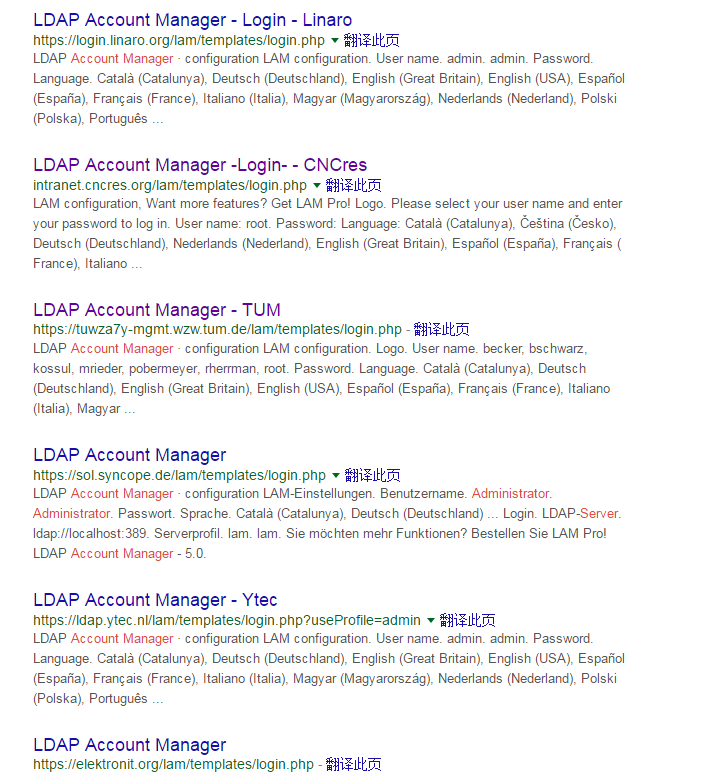 LDAP Account Manager - Login - Linaro
https://login.linaro.org/lam/templates/login.php ▼ 翻译此页
LDAP Account Manager · configuration LAM configuration. User name. admin. admin. Password.
Language. Català (Catalunya), Deutsch (Deutschland), English (Great Britain), English (USA), Español
(España), Français (France), Italiano (Italia), Magyar (Magyarország), Nederlands (Nederland), Polski
(Polska), Português ...
LDAP Account Manager -Login- - CNCres
intranet.cncres.org/lam/templates/login.php ▼ 翻译此页
LAM configuration, Want more features? Get LAM Pro! Logo. Please select your user name and enter
your password to log in. User name: root. Password: Language: Català (Catalunya), Čeština (Česko),
Deutsch (Deutschland), Nederlands (Nederland), English (Great Britain), Español (España), Français (
France), Italiano ...
LDAP Account Manager - TUM
https://tuwza7y-mgmt.wzw.tum.de/lam/templates/login.php - 翻译此页
LDAP Account Manager · configuration LAM configuration. Logo. User name. becker, bschwarz,
kossul, mrieder, pobermeyer, rherrman, root. Password. Language. Català (Catalunya), Deutsch
(Deutschland), English (Great Britain), English (USA), Español (España), Français (France), Italiano
(Italia), Magyar ...
LDAP Account Manager
https://sol.syncope.de/lam/templates/login.php ▼ 翻译此页
LDAP Account Manager · configuration LAM-Einstellungen. Benutzername. Administrator.
Administrator. Passwort. Sprache. Català (Catalunya), Deutsch (Deutschland) ... Login. LDAP-Server.
ldap://localhost:389. Serverprofil. lam. lam. Sie möchten mehr Funktionen? Bestellen Sie LAM Pro!
LDAP Account Manager - 5.0.
LDAP Account Manager - Ytec
https://ldap.ytec.nl/lam/templates/login.php?useProfile=admin ▼ 翻译此页
LDAP Account Manager · configuration LAM configuration. User name. admin. admin. Password.
Language. Català (Catalunya), Deutsch (Deutschland), English (Great Britain), English (USA), Español
(España), Français (France), Italiano (Italia), Magyar (Magyarország), Nederlands (Nederland), Polski
(Polska), Português ...
LDAP Account Manager
https://elektronit.org/lam/templates/login.php - 翻译此页